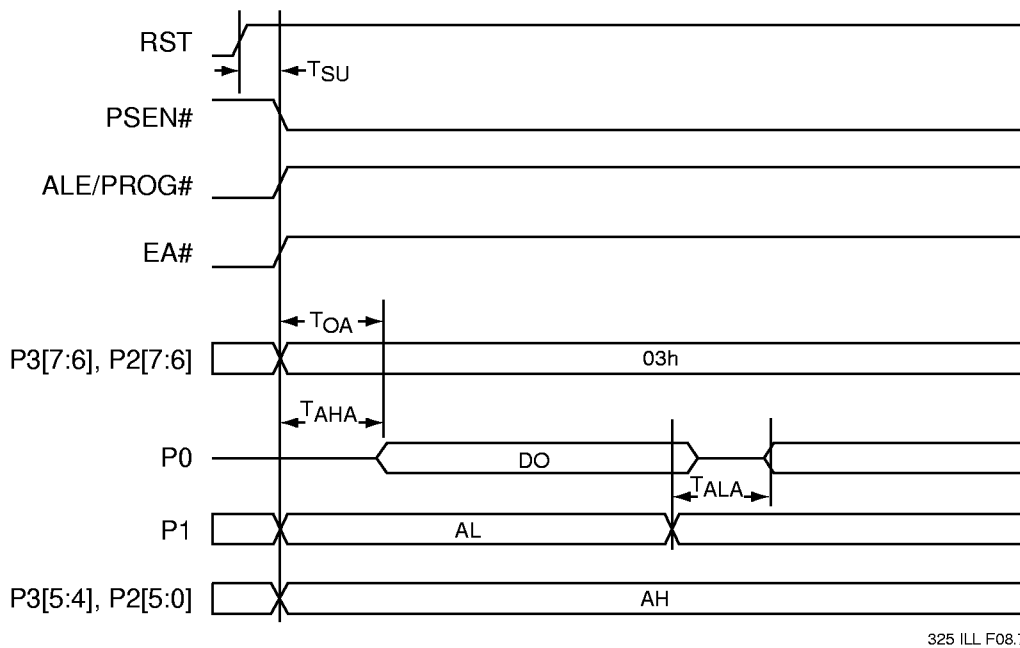 RST
TSU
PSEN#
ALE/PROG#
EA#
TOA
P3[7:6], P2[7:6]
03h
TAHA
P0
DO
TALA
P1
AL
P3[5:4], P2[5:0]
AH
325 ILL F08.7